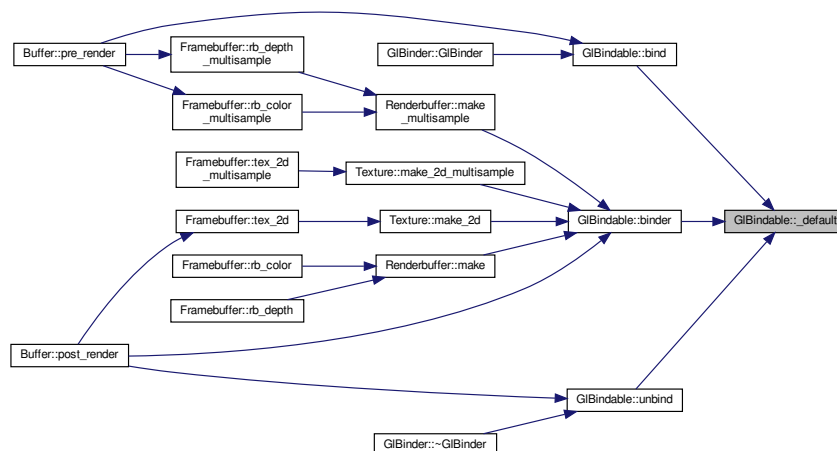 Buffer::pre_render
Framebuffer::rb_depth
_multisample
GlBinder::GlBinder
GlBindable::bind
Framebuffer::rb_color
_multisample
Renderbuffer::make
_multisample
Framebuffer::tex_2d
_multisample
Texture::make_2d_multisample
Framebuffer::tex_2d
Texture::make_2d
GlBindable::binder
GlBindable::_default
Framebuffer::rb_color
Renderbuffer::make
Framebuffer::rb_depth
Buffer::post_render
GlBindable::unbind
GlBinder::~GlBinder